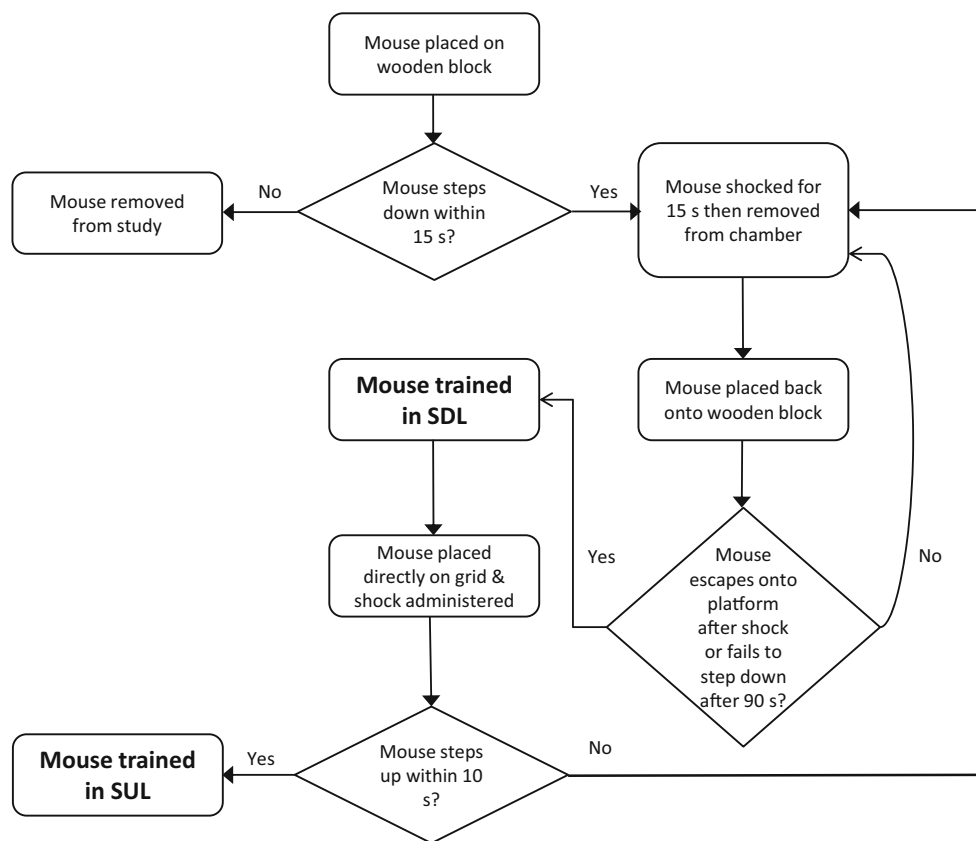 Mouse placed on
wooden block
Mouse steps
down within
15 s?
No
Yes
Mouse removed
from study
Mouse shocked for
15 s then removed
from chamber
Mouse placed back
onto wooden block
Mouse
escapes onto
platform
after shock
or fails to
step down
after 90 s?
Yes
No
Mouse trained
in SDL
Mouse placed
directly on grid &
shock administered
Mouse steps
up within 10
s?
Yes
No
Mouse trained
in SUL